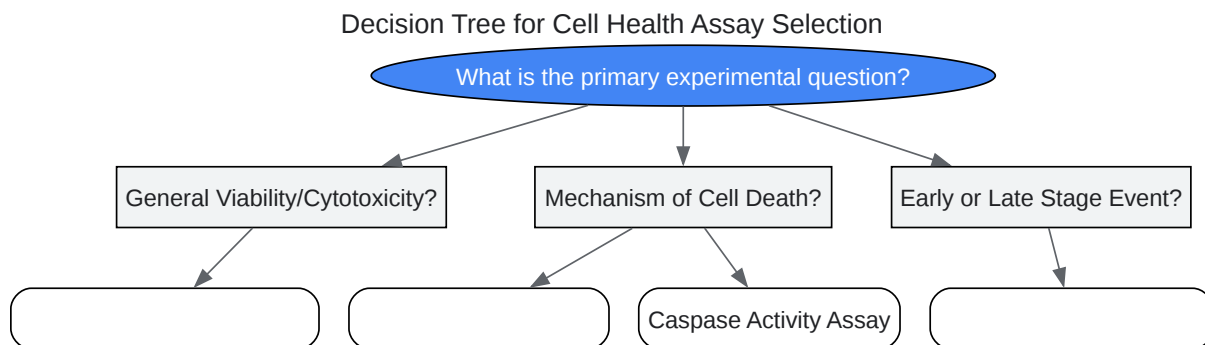 Decision Tree for Cell Health Assay Selection
What is the primary experimental question?
General Viability/Cytotoxicity?
Mechanism of Cell Death?
Early or Late Stage Event?
Caspase Activity Assay